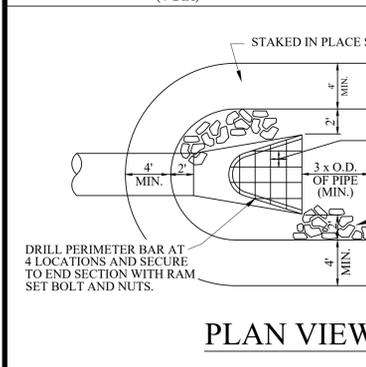 STAKED IN PLACE
4'
MIN.
2'
4'
MIN.
2'
3 x O.D.
OF PIPE
(MIN.)
DRILL PERIMETER BAR AT
4 LOCATIONS AND SECURE
TO END SECTION WITH RAM
SET BOLT AND NUTS.
4'
MIN.
PLAN VIEW